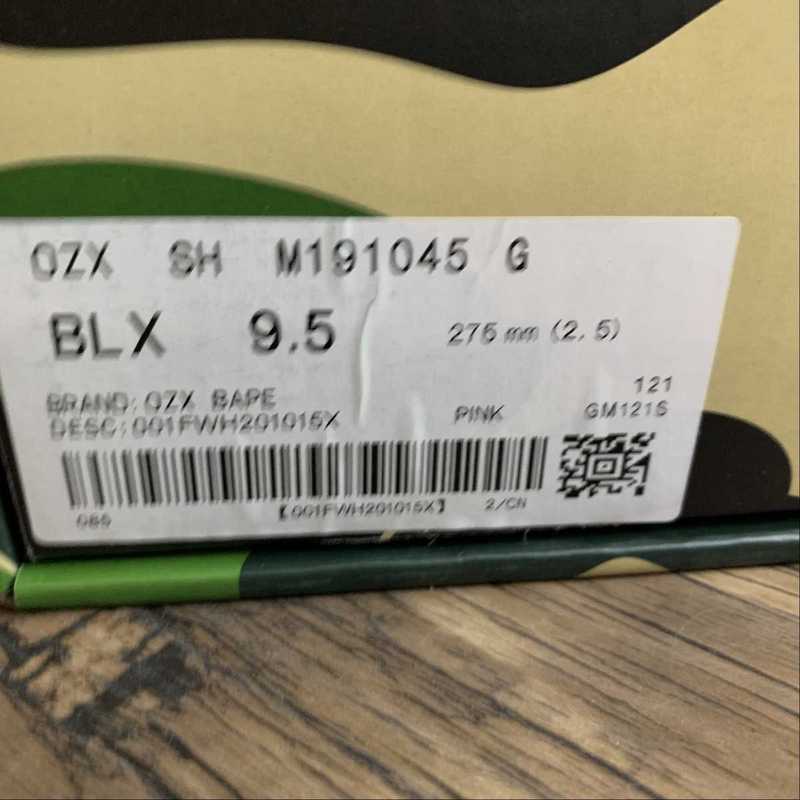 OZX SH M191045 G
BLX 9.5 275 mm (2.5)
121
BRAND: OZX BAPE
DESC: 001FWH201015X PINK GM121S
085 【001FWH201015X】 2/CN